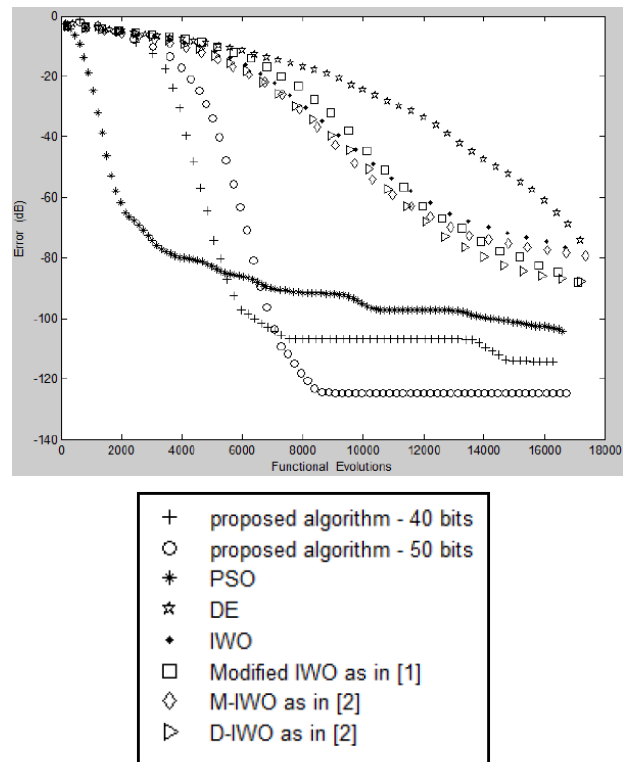 0
-20
-40
-60
-80
-100
-120
-140
Error (dB)
0 2000 4000 6000 8000 10000 12000 14000 16000 18000
Functional Evolutions
proposed algorithm - 40 bits
proposed algorithm - 50 bits
PSO
DE
IWO
Modified IWO as in [1]
M-IWO as in [2]
D-IWO as in [2]